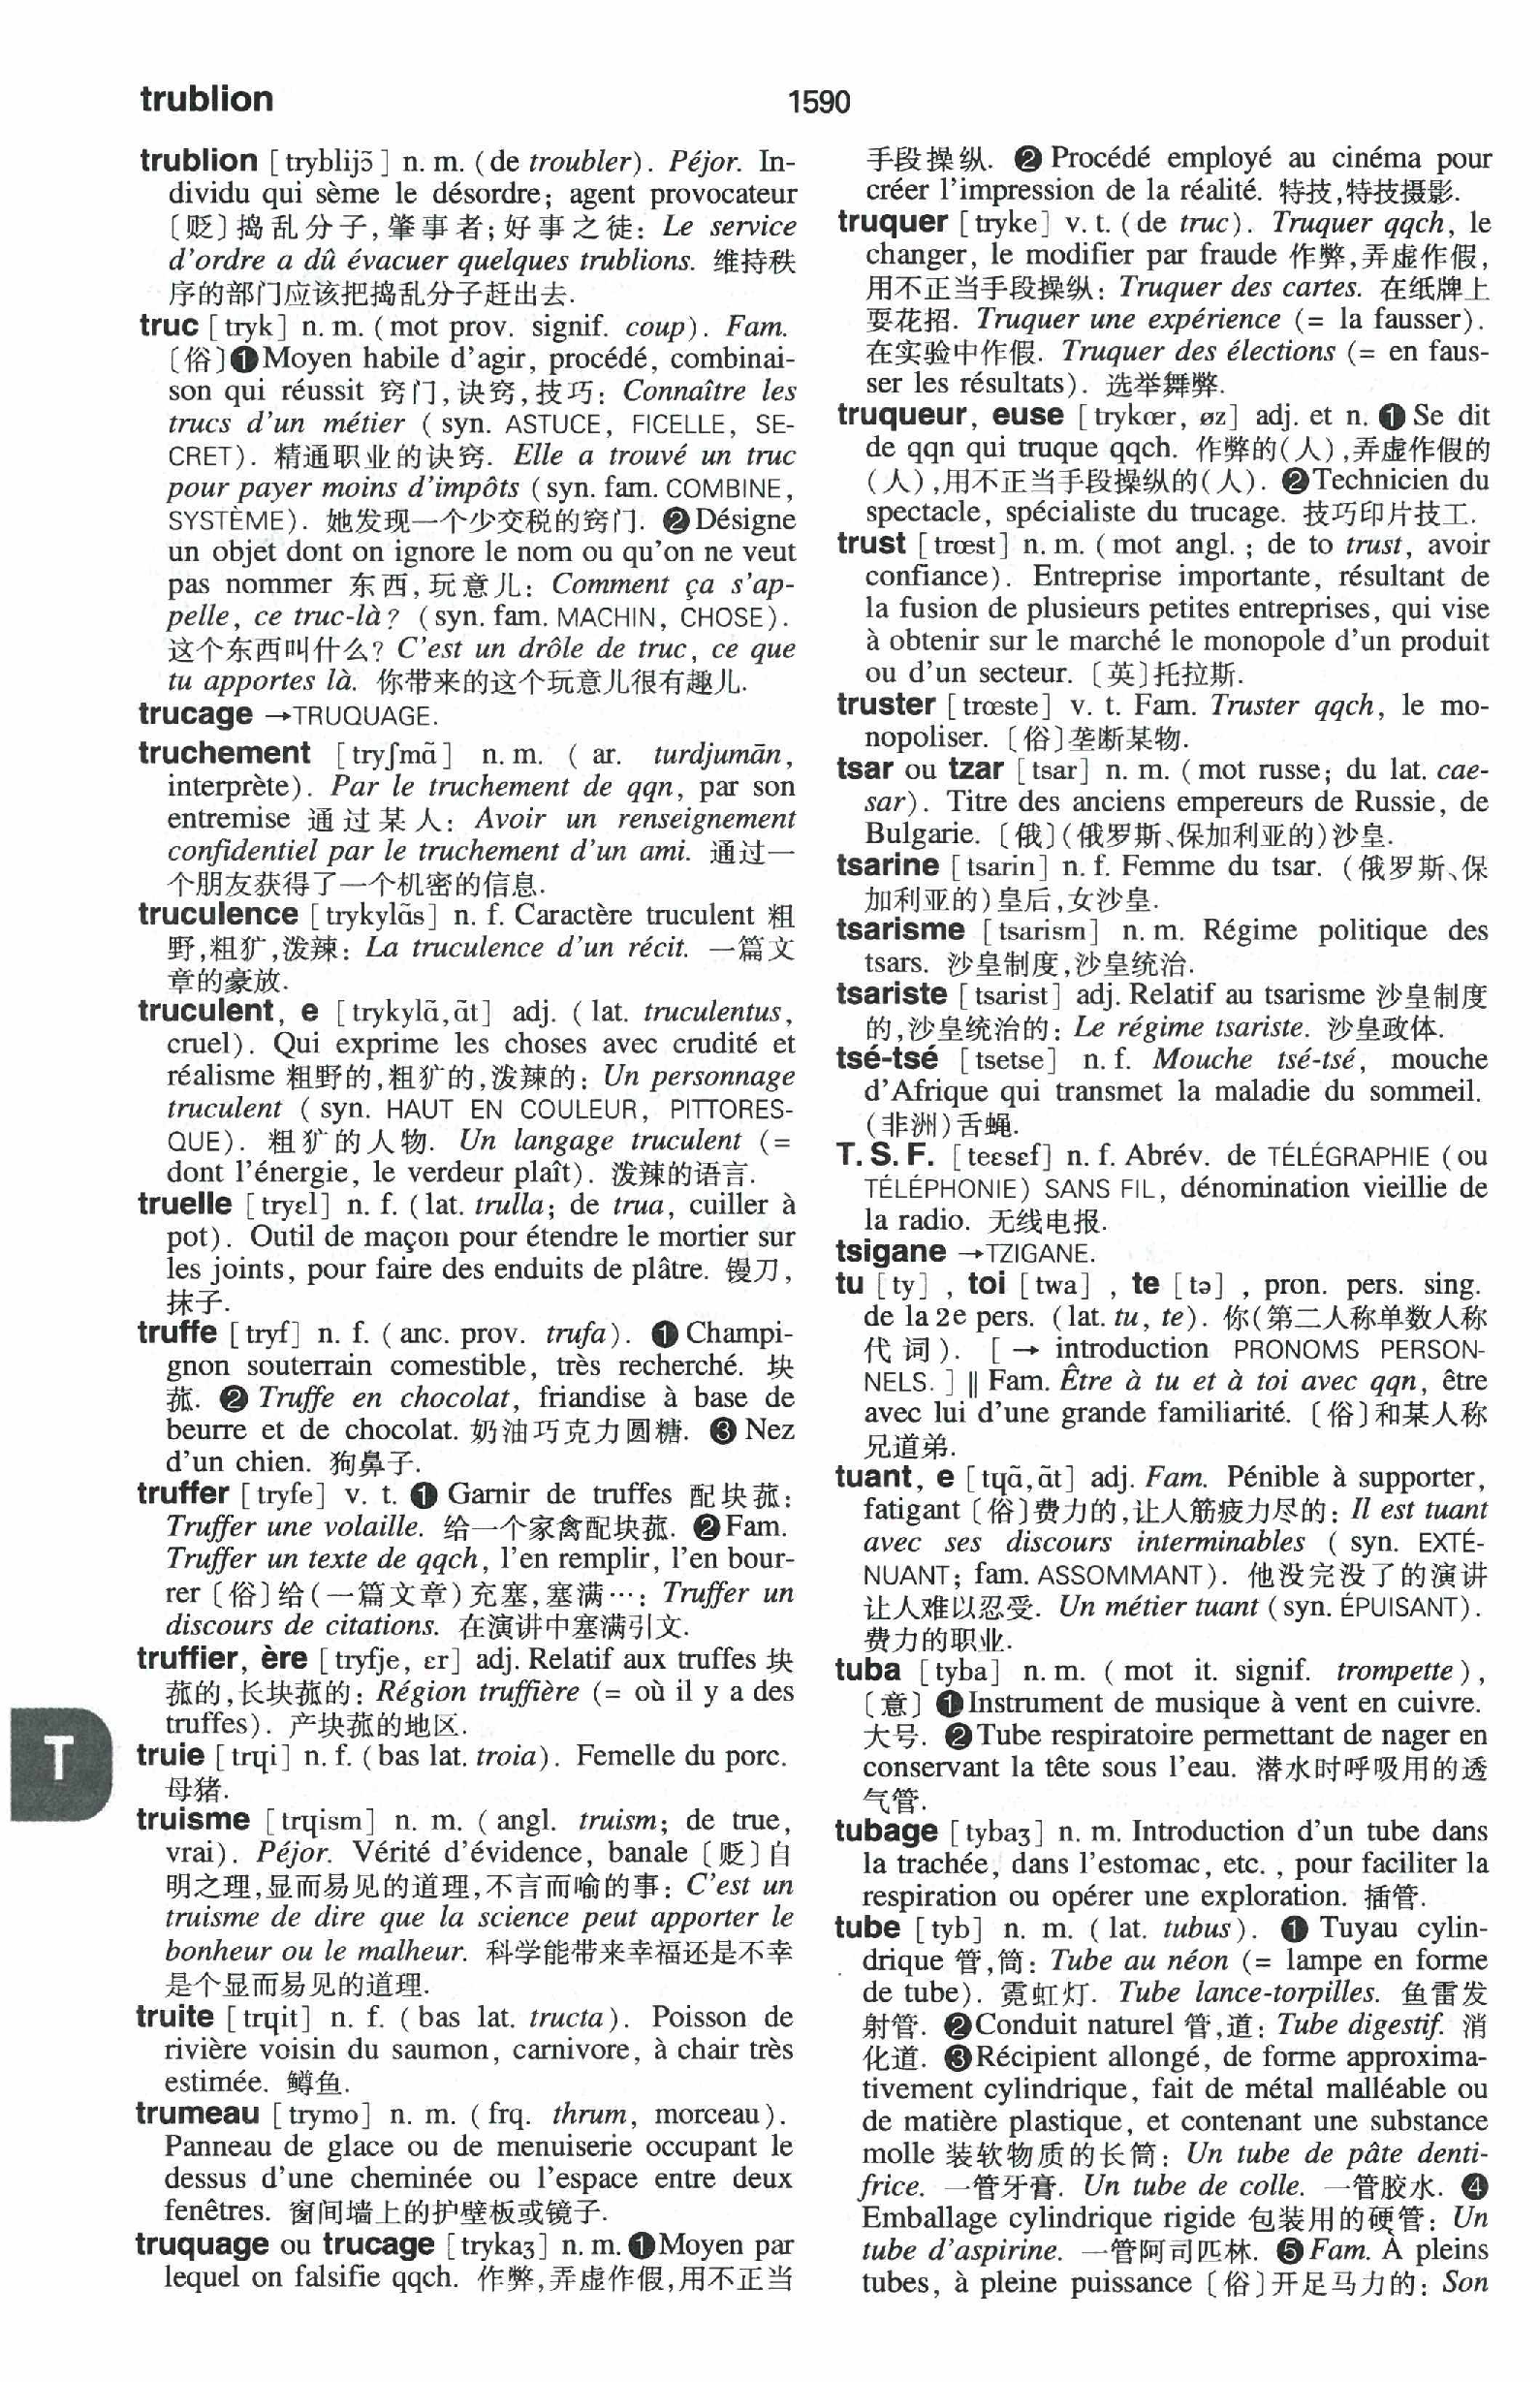 trublion
1590
trublion [tryblijɔ̃] n. m. (de troubler). Péjor. In-
dividu qui sème le désordre; agent provocateur
〔贬〕捣乱分子,肇事者;好事之徒: Le service
d'ordre a dû évacuer quelques trublions. 维持秩
序的部门应该把捣乱分子赶出去.
truc [tryk] n. m. (mot prov. signif. coup). Fam.
〔俗〕❶Moyen habile d'agir, procédé, combinai-
son qui réussit 窍门,诀窍,技巧: Connaître les
trucs d'un métier (syn. ASTUCE, FICELLE, SE-
CRET). 精通职业的诀窍. Elle a trouvé un truc
pour payer moins d'impôts (syn. fam. COMBINE,
SYSTÈME). 她发现一个少交税的窍门. ❷Désigne
un objet dont on ignore le nom ou qu'on ne veut
pas nommer 东西,玩意儿: Comment ça s'ap-
pelle, ce truc-là? (syn. fam. MACHIN, CHOSE).
这个东西叫什么? C'est un drôle de truc, ce que
tu apportes là. 你带来的这个玩意儿很有趣儿.
trucage →TRUQUAGE.
truchement [tryʃmɑ̃] n. m. (ar. turdjumān,
interprète). Par le truchement de qqn, par son
entremise 通过某人: Avoir un renseignement
confidentiel par le truchement d'un ami. 通过一
个朋友获得了一个机密的信息.
truculence [trykylɑ̃s] n. f. Caractère truculent 粗
野,粗犷,泼辣: La truculence d'un récit. 一篇文
章的豪放.
truculent, e [trykylɑ̃,ɑ̃t] adj. (lat. truculentus,
cruel). Qui exprime les choses avec crudité et
réalisme 粗野的,粗犷的,泼辣的: Un personnage
truculent (syn. HAUT EN COULEUR, PITTORES-
QUE). 粗犷的人物. Un langage truculent (=
dont l'énergie, le verdeur plaît). 泼辣的语言.
truelle [tryɛl] n. f. (lat. trulla; de trua, cuiller à
pot). Outil de maçon pour étendre le mortier sur
les joints, pour faire des enduits de plâtre. 镘刀,
抹子.
truffe [tryf] n. f. (anc. prov. trufa). ❶Champi-
gnon souterrain comestible, très recherché. 块
菰. ❷ Truffe en chocolat, friandise à base de
beurre et de chocolat. 奶油巧克力圆糖. ❸ Nez
d'un chien. 狗鼻子.
truffer [tryfe] v. t. ❶ Garnir de truffes 配块菰:
Truffer une volaille. 给一个家禽配块菰. ❷Fam.
Truffer un texte de qqch, l'en remplir, l'en bour-
rer〔俗〕给(一篇文章)充塞,塞满…: Truffer un
discours de citations. 在演讲中塞满引文.
truffier, ère [tryfje, ɛr] adj. Relatif aux truffes 块
菰的,长块菰的: Région truffière (= où il y a des
truffes). 产块菰的地区.
truie [trɥi] n. f. (bas lat. troia). Femelle du porc.
母猪.
truisme [trɥism] n. m. (angl. truism; de true,
vrai). Péjor. Vérité d'évidence, banale〔贬〕自
明之理,显而易见的道理,不言而喻的事: C'est un
truisme de dire que la science peut apporter le
bonheur ou le malheur. 科学能带来幸福还是不幸
是个显而易见的道理.
truite [trɥit] n. f. (bas lat. tructa). Poisson de
rivière voisin du saumon, carnivore, à chair très
estimée. 鳟鱼.
trumeau [trymo] n. m. (frq. thrum, morceau).
Panneau de glace ou de menuiserie occupant le
dessus d'une cheminée ou l'espace entre deux
fenêtres. 窗间墙上的护壁板或镜子.
truquage ou trucage [trykaʒ] n. m. ❶Moyen par
lequel on falsifie qqch. 作弊,弄虚作假,用不正当
手段操纵. ❷ Procédé employé au cinéma pour
créer l'impression de la réalité. 特技,特技摄影.
truquer [tryke] v. t. (de truc). Truquer qqch, le
changer, le modifier par fraude 作弊,弄虚作假,
用不正当手段操纵: Truquer des cartes. 在纸牌上
耍花招. Truquer une expérience (= la fausser).
在实验中作假. Truquer des élections (= en faus-
ser les résultats). 选举舞弊.
truqueur, euse [trykœr, øz] adj. et n. ❶ Se dit
de qqn qui truque qqch. 作弊的(人),弄虚作假的
(人),用不正当手段操纵的(人). ❷Technicien du
spectacle, spécialiste du trucage. 技巧印片技工.
trust [trœst] n. m. (mot angl.; de to trust, avoir
confiance). Entreprise importante, résultant de
la fusion de plusieurs petites entreprises, qui vise
à obtenir sur le marché le monopole d'un produit
ou d'un secteur. 〔英〕托拉斯.
truster [trœste] v. t. Fam. Truster qqch, le mo-
nopoliser. 〔俗〕垄断某物.
tsar ou tzar [tsar] n. m. (mot russe; du lat. cae-
sar). Titre des anciens empereurs de Russie, de
Bulgarie. 〔俄〕(俄罗斯、保加利亚的)沙皇.
tsarine [tsarin] n. f. Femme du tsar. (俄罗斯、保
加利亚的)皇后,女沙皇.
tsarisme [tsarism] n. m. Régime politique des
tsars. 沙皇制度,沙皇统治.
tsariste [tsarist] adj. Relatif au tsarisme 沙皇制度
的,沙皇统治的: Le régime tsariste. 沙皇政体.
tsé-tsé [tsetse] n. f. Mouche tsé-tsé, mouche
d'Afrique qui transmet la maladie du sommeil.
(非洲)舌蝇.
T. S. F. [teɛsɛf] n. f. Abrév. de TÉLÉGRAPHIE (ou
TÉLÉPHONIE) SANS FIL, dénomination vieillie de
la radio. 无线电报.
tsigane →TZIGANE.
tu [ty], toi [twa], te [tə], pron. pers. sing.
de la 2e pers. (lat. tu, te). 你(第二人称单数人称
代词). [→ introduction PRONOMS PERSON-
NELS.] ‖ Fam. Être à tu et à toi avec qqn, être
avec lui d'une grande familiarité. 〔俗〕和某人称
兄道弟.
tuant, e [tɥɑ̃,ɑ̃t] adj. Fam. Pénible à supporter,
fatigant〔俗〕费力的,让人筋疲力尽的: Il est tuant
avec ses discours interminables (syn. EXTÉ-
NUANT; fam. ASSOMMANT). 他没完没了的演讲
让人难以忍受. Un métier tuant (syn. ÉPUISANT).
费力的职业.
tuba [tyba] n. m. (mot it. signif. trompette),
〔意〕❶Instrument de musique à vent en cuivre.
大号. ❷Tube respiratoire permettant de nager en
conservant la tête sous l'eau. 潜水时呼吸用的透
气管.
tubage [tybaʒ] n. m. Introduction d'un tube dans
la trachée, dans l'estomac, etc., pour faciliter la
respiration ou opérer une exploration. 插管.
tube [tyb] n. m. (lat. tubus). ❶ Tuyau cylin-
drique 管,筒: Tube au néon (= lampe en forme
de tube). 霓虹灯. Tube lance-torpilles. 鱼雷发
射管. ❷Conduit naturel 管,道: Tube digestif. 消
化道. ❸Récipient allongé, de forme approxima-
tivement cylindrique, fait de métal malléable ou
de matière plastique, et contenant une substance
molle 装软物质的长筒: Un tube de pâte denti-
frice. 一管牙膏. Un tube de colle. 一管胶水. ❹
Emballage cylindrique rigide 包装用的硬管: Un
tube d'aspirine. 一管阿司匹林. ❺Fam. À pleins
tubes, à pleine puissance〔俗〕开足马力的: Son
T